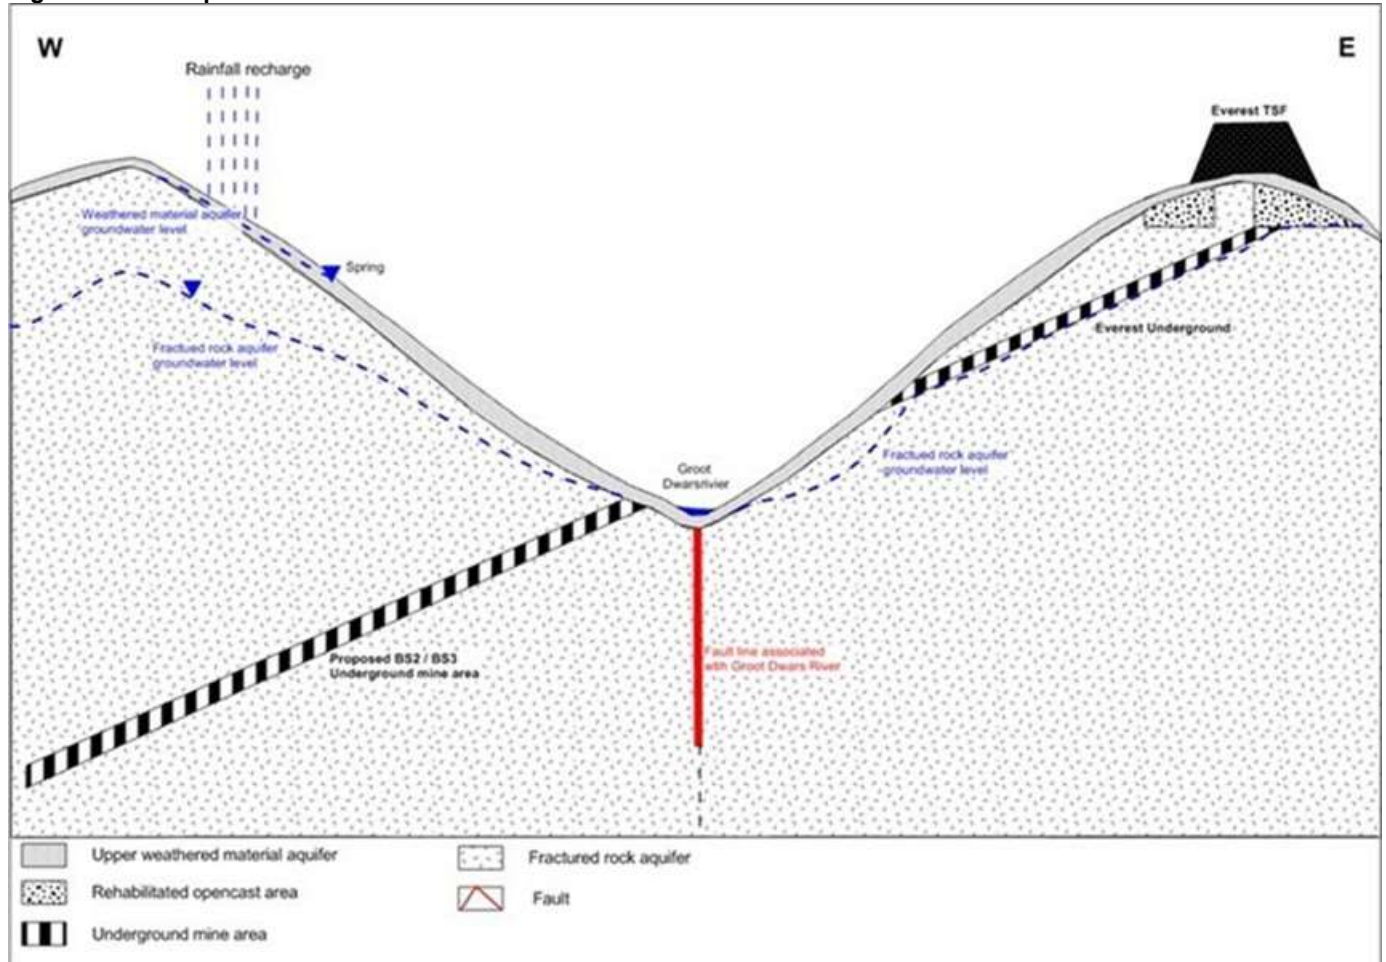 W
E
Rainfall recharge
Everest TSF
Weathered material aquifer
groundwater level
Spring
Everest Underground
Fractued rock aquifer
groundwater level
Fractued rock aquifer
groundwater level
Groot
Dwarsrivier
Fault line associated
with Groot Dwars River
Proposed BS2 / BS3
Underground mine area
Upper weathered material aquifer
Fractured rock aquifer
Rehabilitated opencast area
Fault
Underground mine area